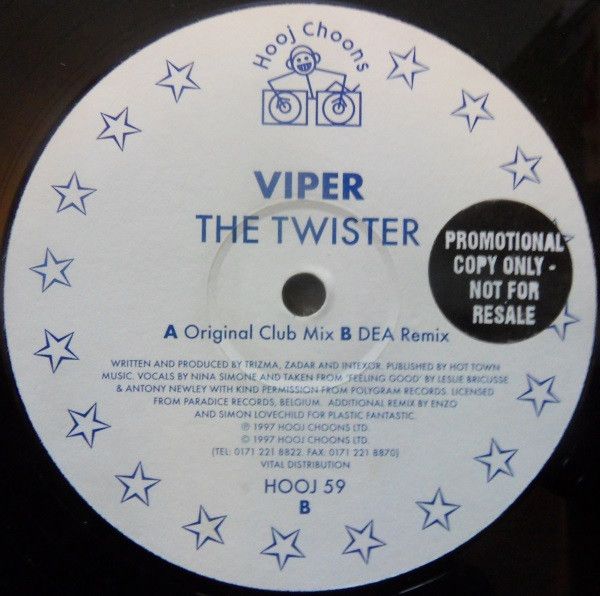 Hooj Choons
VIPER
THE TWISTER
PROMOTIONAL
COPY ONLY -
NOT FOR
RESALE
A Original Club Mix B DEA Remix
WRITTEN AND PRODUCED BY TRIZMA, ZADAR AND INTEXOR. PUBLISHED BY HOT TOWN
MUSIC. VOCALS BY NINA SIMONE AND TAKEN FROM 'FEELING GOOD' BY LESLIE BRICUSSE
& ANTONY NEWLEY WITH KIND PERMISSION FROM POLYGRAM RECORDS. LICENSED
FROM PARADICE RECORDS, BELGIUM. ADDITIONAL REMIX BY ENZO
AND SIMON LOVECHILD FOR PLASTIC FANTASTIC.
℗ 1997 HOOJ CHOONS LTD.
© 1997 HOOJ CHOONS LTD.
(TEL: 0171 221 8822. FAX: 0171 221 8870)
VITAL DISTRIBUTION
HOOJ 59
B